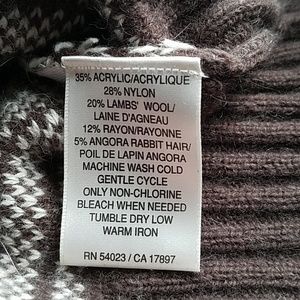 35% ACRYLIC/ACRYLIQUE
28% NYLON
20% LAMBS' WOOL/
LAINE D'AGNEAU
12% RAYON/RAYONNE
5% ANGORA RABBIT HAIR/
POIL DE LAPIN ANGORA
MACHINE WASH COLD
GENTLE CYCLE
ONLY NON-CHLORINE
BLEACH WHEN NEEDED
TUMBLE DRY LOW
WARM IRON
RN 54023 / CA 17897